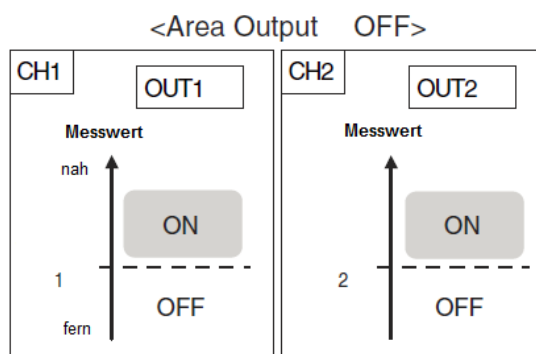 <Area Output OFF>
CH1
OUT1
Messwert
nah
ON
1
OFF
fern
CH2
OUT2
Messwert
ON
2
OFF